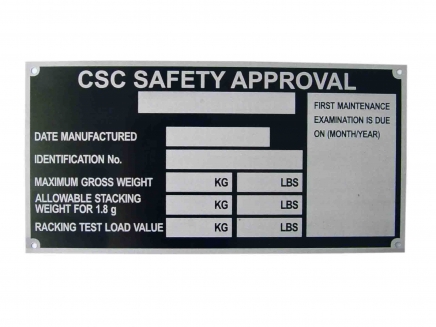 CSC SAFETY APPROVAL
FIRST MAINTENANCE
EXAMINATION IS DUE
ON (MONTH/YEAR)
DATE MANUFACTURED
IDENTIFICATION No.
MAXIMUM GROSS WEIGHT KG LBS
ALLOWABLE STACKING
WEIGHT FOR 1.8 g KG LBS
RACKING TEST LOAD VALUE KG LBS